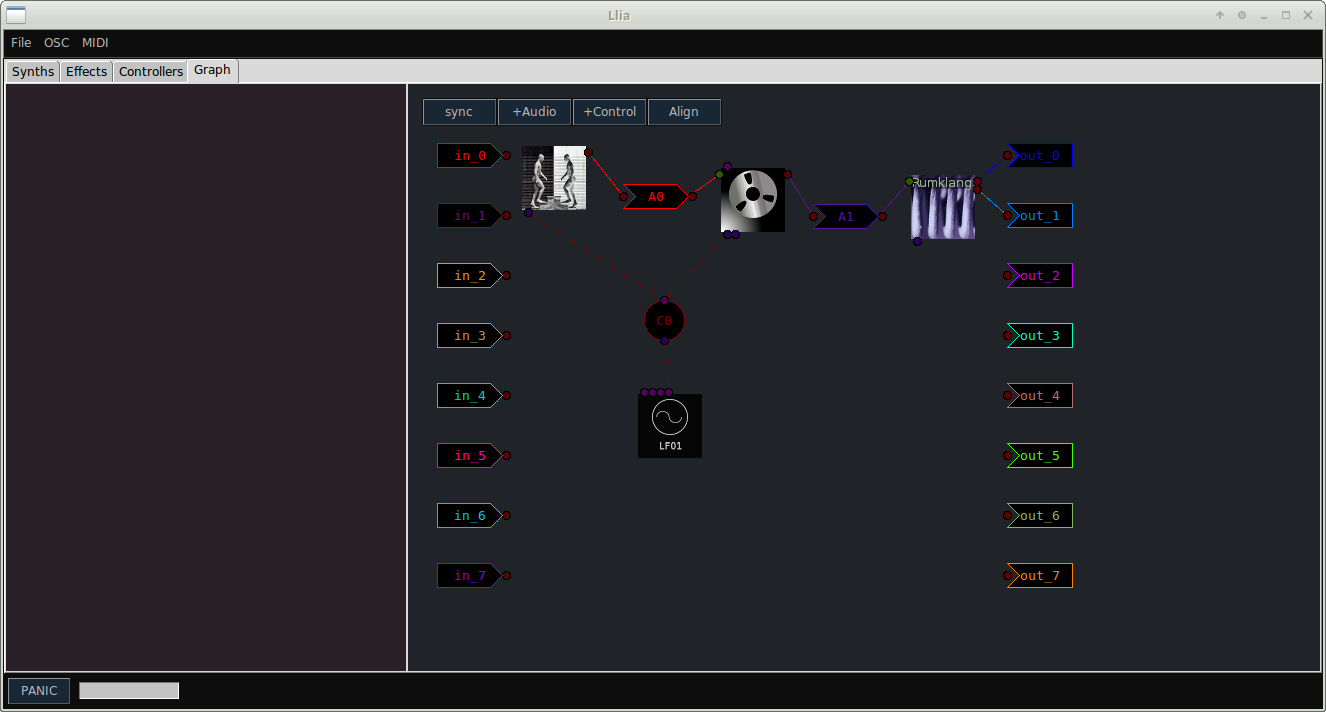 Llia
File OSC MIDI
Synths Effects Controllers Graph
sync +Audio +Control Align
in_0 out_0
Rumklang
A0
in_1 A1 out_1
in_2 out_2
C0
in_3 out_3
in_4 out_4
LFO1
in_5 out_5
in_6 out_6
in_7 out_7
PANIC